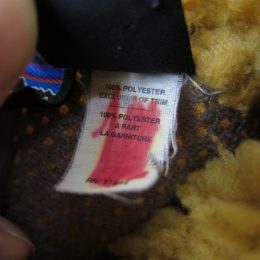 100% POLYESTER
EXCLUSIVE OF TRIM
100% POLYESTER
A PART
LA GARNITURE